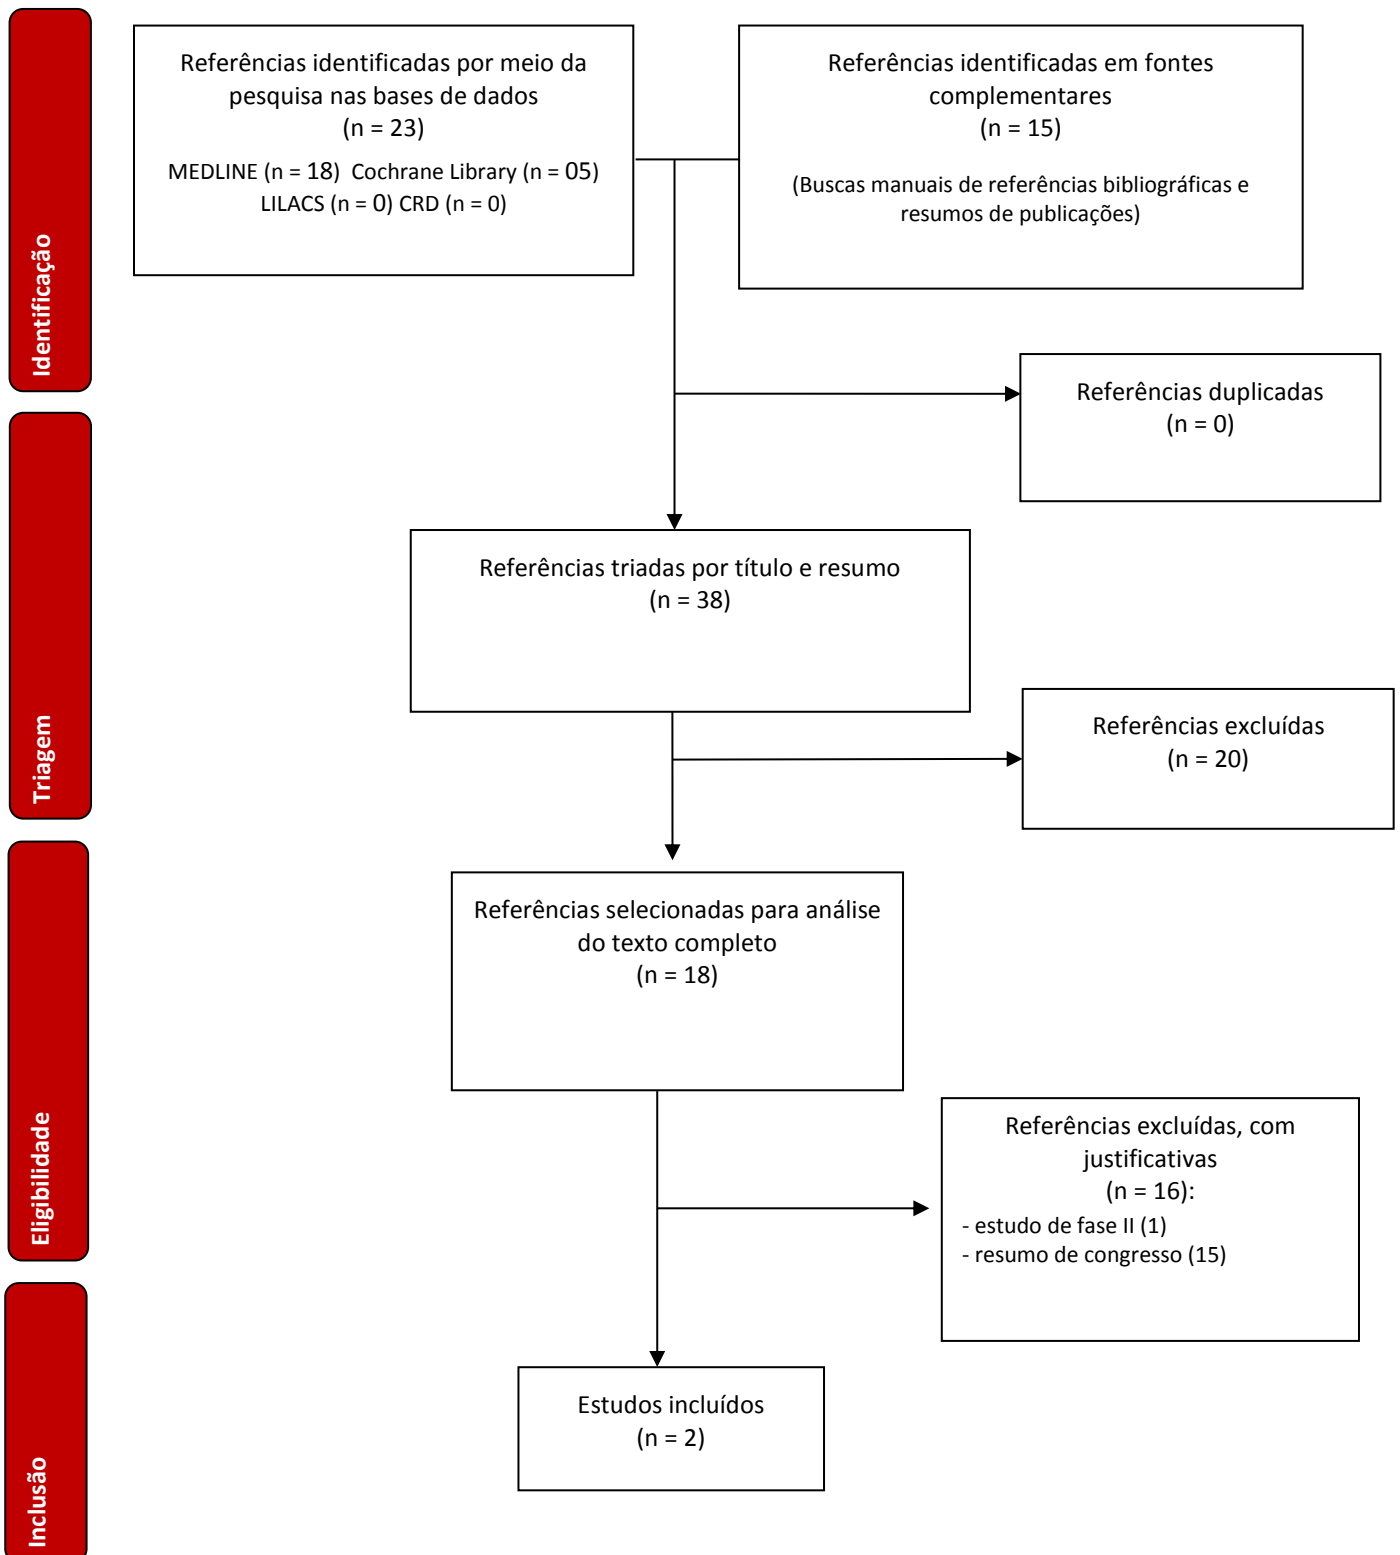 Identificação
Referências identificadas por meio da
pesquisa nas bases de dados
(n = 23)
MEDLINE (n = 18)  Cochrane Library (n = 05)
LILACS (n = 0) CRD (n = 0)
Referências identificadas em fontes
complementares
(n = 15)
(Buscas manuais de referências bibliográficas e
resumos de publicações)
Referências duplicadas
(n = 0)
Triagem
Referências triadas por título e resumo
(n = 38)
Referências excluídas
(n = 20)
Eligibilidade
Referências selecionadas para análise
do texto completo
(n = 18)
Referências excluídas, com
justificativas
(n = 16):
- estudo de fase II (1)
- resumo de congresso (15)
Inclusão
Estudos incluídos
(n = 2)